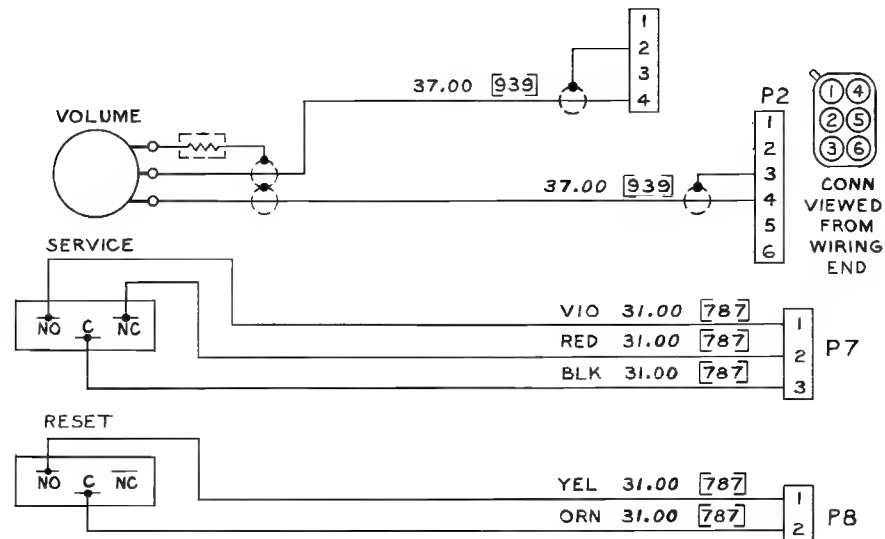 1
2
3
4
37.00 [939]
VOLUME
P2
1
2
3
4
5
6
1 4
2 5
3 6
CONN
VIEWED
FROM
WIRING
END
37.00 [939]
SERVICE
NO C NC
VIO 31.00 [787]
RED 31.00 [787]
BLK 31.00 [787]
1
2
3
P7
RESET
NO C NC
YEL 31.00 [787]
ORN 31.00 [787]
1
2
P8